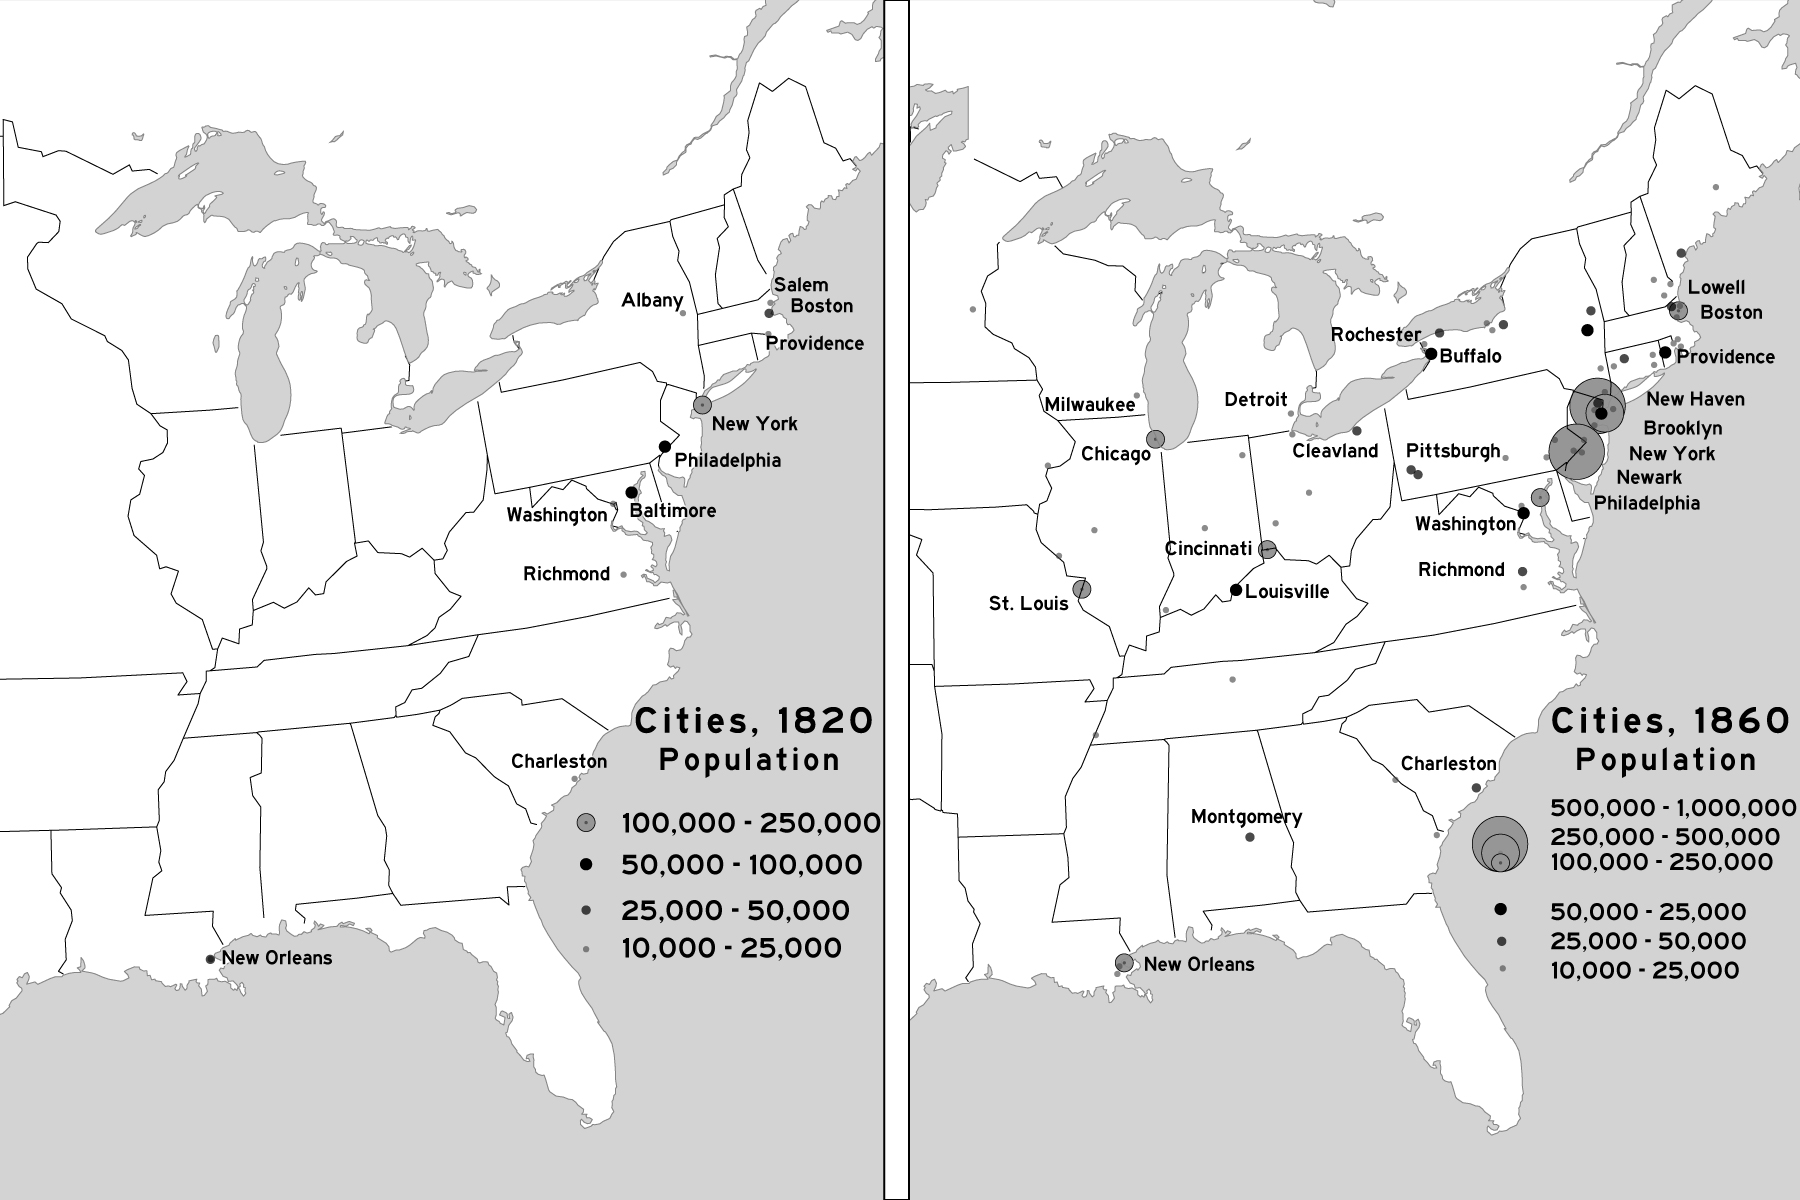 Salem
Boston
Albany
Providence
New York
Philadelphia
Washington
Baltimore
Richmond
Cities, 1820
Population
Charleston
100,000 - 250,000
50,000 - 100,000
25,000 - 50,000
10,000 - 25,000
New Orleans
Lowell
Boston
Rochester
Buffalo
Providence
Milwaukee
Detroit
New Haven
Brooklyn
Chicago
Cleavland
Pittsburgh
New York
Newark
Philadelphia
Washington
Cincinnati
Richmond
St. Louis
Louisville
Cities, 1860
Population
Charleston
Montgomery
500,000 - 1,000,000
250,000 - 500,000
100,000 - 250,000
50,000 - 25,000
25,000 - 50,000
10,000 - 25,000
New Orleans